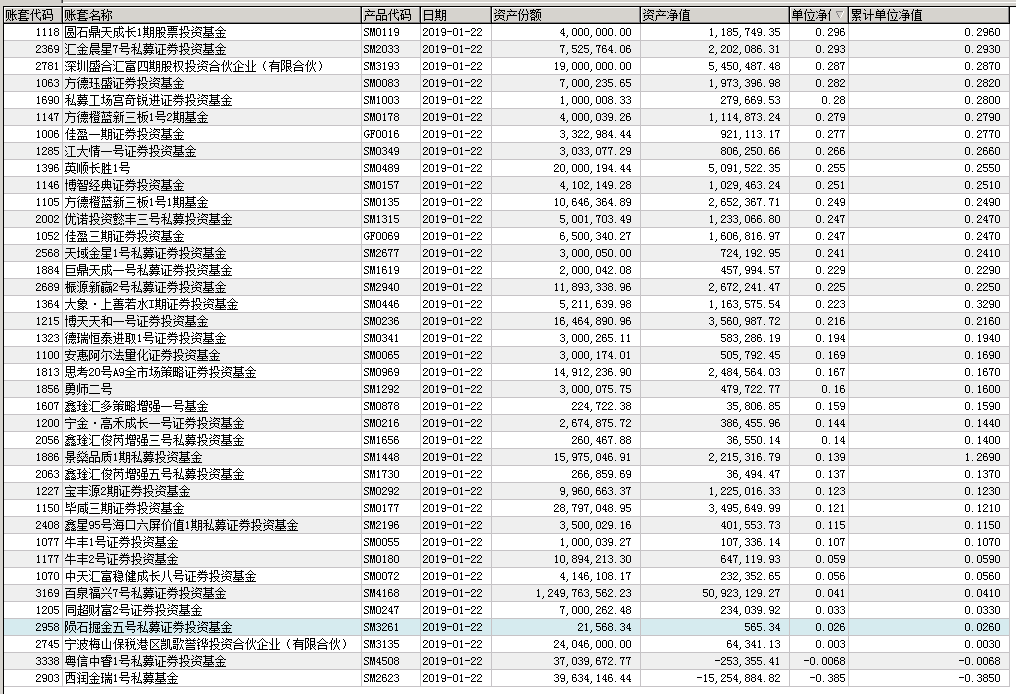 账套代码 账套名称 产品代码 日期 资产份额 资产净值 单位净值 累计单位净值
1118 圆石鼎天成长1期股票投资基金 SM0119 2019-01-22 4,000,000.00 1,185,749.35 0.296 0.2960
2369 汇金晨星7号私募证券投资基金 SM2033 2019-01-22 7,525,764.06 2,202,086.31 0.293 0.2930
2781 深圳盛合汇富四期股权投资合伙企业（有限合伙） SM3193 2019-01-22 19,000,000.00 5,450,487.48 0.287 0.2870
1063 方德珏盛证券投资基金 SM0083 2019-01-22 7,000,235.65 1,973,396.98 0.282 0.2820
1690 私募工场宫奇锐进证券投资基金 SM1003 2019-01-22 1,000,008.33 279,669.53 0.28 0.2800
1147 方德橙蓝新三板1号2期基金 SM0178 2019-01-22 4,000,039.26 1,114,873.24 0.279 0.2790
1006 佳盈一期证券投资基金 GF0016 2019-01-22 3,322,984.44 921,113.17 0.277 0.2770
1285 江大情一号证券投资基金 SM0349 2019-01-22 3,033,077.29 806,250.66 0.266 0.2660
1396 英顺长胜1号 SM0489 2019-01-22 20,000,194.44 5,091,522.35 0.255 0.2550
1146 博智经典证券投资基金 SM0157 2019-01-22 4,102,149.28 1,029,463.24 0.251 0.2510
1105 方德橙蓝新三板1号1期基金 SM0135 2019-01-22 10,646,364.89 2,652,367.71 0.249 0.2490
2002 优诺投资懿丰三号私募投资基金 SM1315 2019-01-22 5,001,703.49 1,233,066.80 0.247 0.2470
1052 佳盈三期证券投资基金 GF0069 2019-01-22 6,500,340.27 1,606,816.97 0.247 0.2470
2568 天域金星1号私募证券投资基金 SM2677 2019-01-22 3,000,050.00 724,192.95 0.241 0.2410
1884 巨鼎天成一号私募证券投资基金 SM1619 2019-01-22 2,000,042.08 457,994.57 0.229 0.2290
2689 榧源新巍2号私募证券投资基金 SM2940 2019-01-22 11,893,338.96 2,672,241.47 0.225 0.2250
1364 大象·上善若水I期证券投资基金 SM0446 2019-01-22 5,211,639.98 1,163,575.54 0.223 0.3290
1215 博天天和一号证券投资基金 SM0236 2019-01-22 16,464,890.96 3,560,987.72 0.216 0.2160
1323 德瑞恒泰进取1号证券投资基金 SM0341 2019-01-22 3,000,265.11 583,286.19 0.194 0.1940
1100 安惠阿尔法量化证券投资基金 SM0065 2019-01-22 3,000,174.01 505,792.45 0.169 0.1690
1813 思考20号A9全市场策略证券投资基金 SM0969 2019-01-22 14,912,236.90 2,484,564.03 0.167 0.1670
1856 勇师二号 SM1292 2019-01-22 3,000,075.75 479,722.77 0.16 0.1600
1607 鑫琻汇多策略增强一号基金 SM0878 2019-01-22 224,722.38 35,806.85 0.159 0.1590
1200 宁金·高禾成长一号证券投资基金 SM0216 2019-01-22 2,674,875.72 386,455.96 0.144 0.1440
2056 鑫琻汇俊芮增强三号私募投资基金 SM1656 2019-01-22 260,467.88 36,550.14 0.14 0.1400
1886 景燊品质1期私募基金 SM1448 2019-01-22 15,975,046.91 2,215,316.79 0.139 1.2690
2063 鑫琻汇俊芮增强五号私募投资基金 SM1730 2019-01-22 266,859.69 36,494.47 0.137 0.1370
1227 宝丰源2期证券投资基金 SM0292 2019-01-22 9,960,663.37 1,225,016.33 0.123 0.1230
1150 毕咸三期证券投资基金 SM0177 2019-01-22 28,797,048.95 3,495,649.99 0.121 0.1210
2408 鑫星95号海口六屏价值1期私募证券投资基金 SM2196 2019-01-22 3,500,029.16 401,553.73 0.115 0.1150
1077 牛丰1号证券投资基金 SM0055 2019-01-22 1,000,039.27 107,336.14 0.107 0.1070
1177 牛丰2号证券投资基金 SM0180 2019-01-22 10,894,213.30 647,119.93 0.059 0.0590
1070 中天汇富稳健成长八号证券投资基金 SM0072 2019-01-22 4,146,108.17 232,352.65 0.056 0.0560
3169 百泉福兴7号私募证券投资基金 SM4168 2019-01-22 1,249,763,562.23 50,923,129.27 0.041 0.0410
1205 同超财富2号证券投资基金 SM0247 2019-01-22 7,000,262.48 234,039.92 0.033 0.0330
2958 陨石掘金五号私募证券投资基金 SM3261 2019-01-22 21,568.34 565.34 0.026 0.0260
2745 宁波梅山保税港区凯歌誉铧投资合伙企业（有限合伙） SM3135 2019-01-22 24,046,000.00 64,341.13 0.003 0.0030
3338 粤信中睿1号私募证券投资基金 SM4508 2019-01-22 37,039,672.77 -253,355.41 -0.0068 -0.0068
2903 西润金瑞1号私募基金 SM2623 2019-01-22 39,634,146.44 -15,254,884.82 -0.385 -0.3850